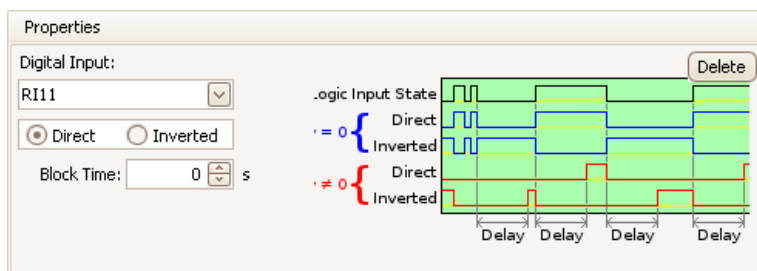 Properties
Digital Input:
Delete
RI11
Logic Input State
Direct
Inverted
Direct
= 0
Inverted
Block Time: 0 s
Direct
≠ 0
Inverted
Delay Delay Delay Delay